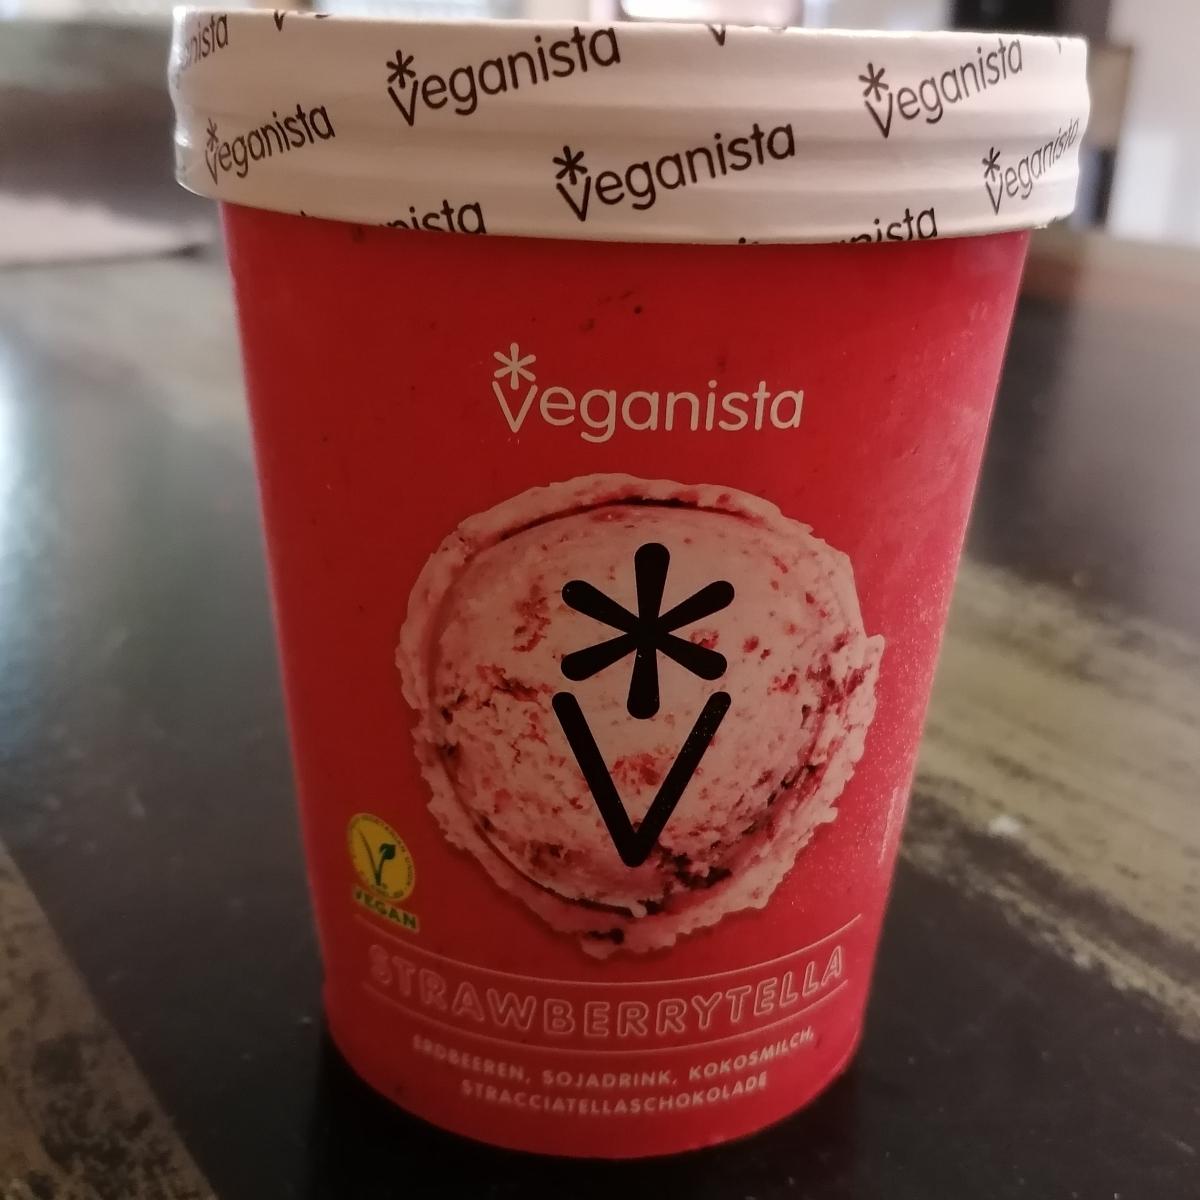 Veganista
Veganista
Veganista
Veganista
Veganista
Veganista
VEGAN
STRAWBERRYTELLA
ERDBEEREN, SOJADRINK, KOKOSMILCH,
STRACCIATELLASCHOKOLADE